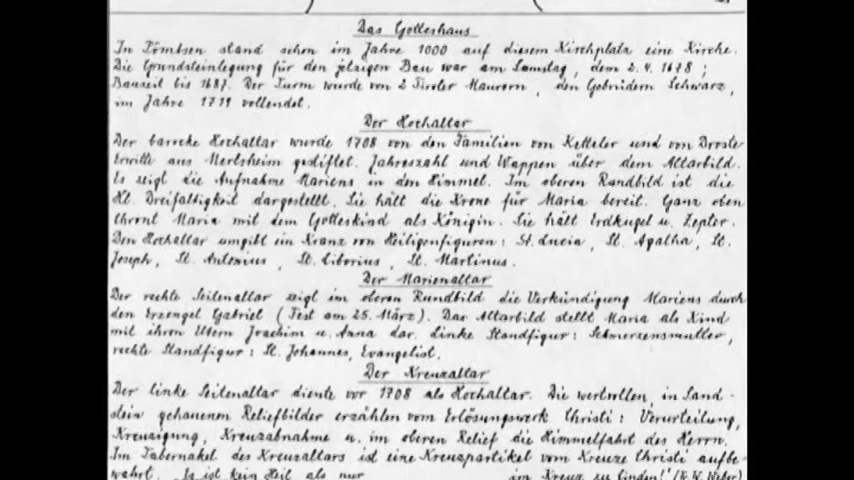 Das Gotteshaus
In Pömbsen stand schon im Jahre 1000 auf diesem Kirchplatz eine Kirche.
Die Grundsteinlegung für den jetzigen Bau war am Samstag, dem 2.4.1678;
Bauzeit bis 1687. Der Turm wurde von 2 Tiroler Maurern, den Gebrüdern Schwarz,
im Jahre 1719 vollendet.
Der Hochaltar
Der barocke Hochaltar wurde 1708 von den Familien von Ketteler und von Droste
Erwitte aus Merlsheim gestiftet. Jahreszahl und Wappen über dem Altarbild.
Es zeigt die Aufnahme Mariens in den Himmel. Im oberen Rundbild ist die
Hl. Dreifaltigkeit dargestellt. Sie hält die Krone für Maria bereit. Ganz oben
thront Maria mit dem Gotteskind als Königin. Sie hält Erdkugel u. Zepter.
Den Hochaltar umgibt ein Kranz von Heiligenfiguren: St. Lucia, St. Agatha, St.
Joseph, St. Antonius, St. Liborius, St. Martinus.
Der Marienaltar
Der rechte Seitenaltar zeigt im oberen Rundbild die Verkündigung Mariens durch
den Erzengel Gabriel (Fest am 25. März). Das Altarbild stellt Maria als Kind
mit ihren Eltern Joachim u. Anna dar. Linke Standfigur: Schmerzensmutter,
rechte Standfigur: St. Johannes, Evangelist.
Der Kreuzaltar
Der linke Seitenaltar diente vor 1708 als Hochaltar. Die wertvollen, in Sand-
stein gehauenen Reliefbilder erzählen vom Erlösungswerk Christi: Verurteilung,
Kreuzigung, Kreuzabnahme u. im oberen Relief die Himmelfahrt des Herrn.
Im Tabernakel des Kreuzaltars ist eine Kreuzpartikel vom Kreuze Christi aufbe-
wahrt. „Es ist kein Heil als nur im Kreuz zu finden!" (F. W. Weber)